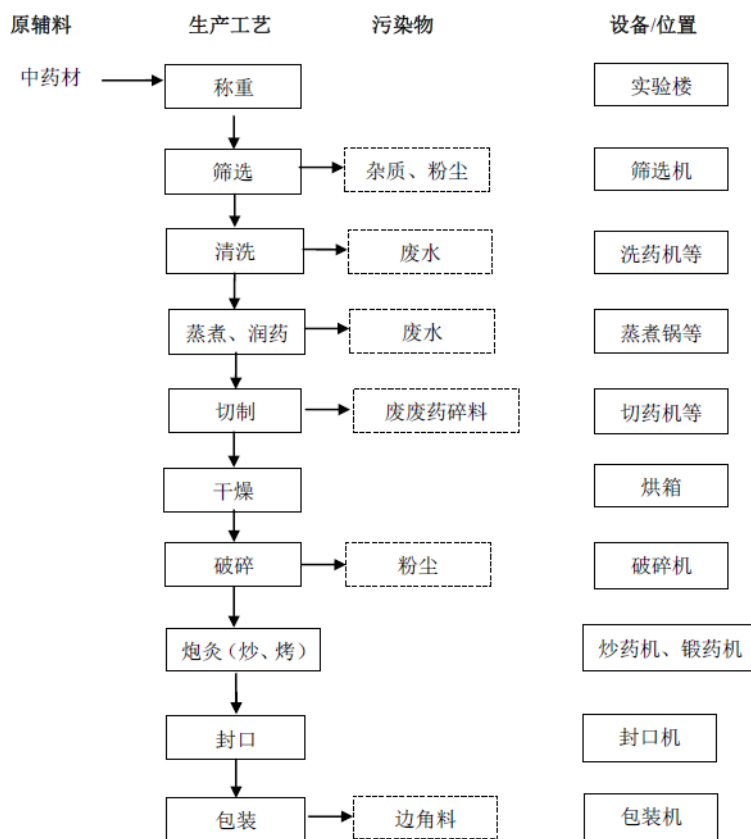 原辅料 生产工艺 污染物 设备/位置
中药材 称重 实验楼
筛选 杂质、粉尘 筛选机
清洗 废水 洗药机等
蒸煮、润药 废水 蒸煮锅等
切制 废废药碎料 切药机等
干燥 烘箱
破碎 粉尘 破碎机
炮灸（炒、烤） 炒药机、锻药机
封口 封口机
包装 边角料 包装机